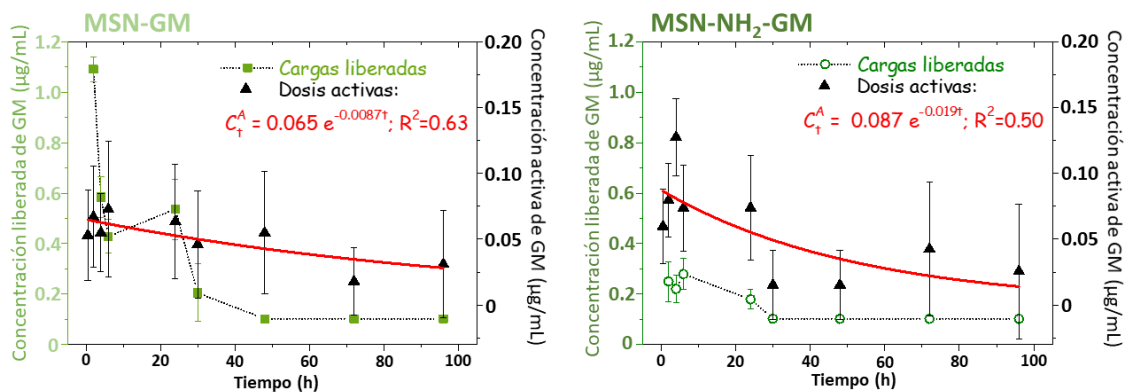 MSN-GM
Concentración liberada de GM (µg/mL)
1.2
1.0
0.8
0.6
0.4
0.2
0
Cargas liberadas
Dosis activas:
C_t^A = 0.065 e^-0.0087t; R²=0.63
0.20
0.15
0.10
0.05
0
Concentración activa de GM (µg/mL)
0 20 40 60 80 100
Tiempo (h)
MSN-NH₂-GM
Concentración liberada de GM (µg/mL)
1.2
1.0
0.8
0.6
0.4
0.2
0
Cargas liberadas
Dosis activas:
C_t^A = 0.087 e^-0.019t; R²=0.50
0.20
0.15
0.10
0.05
0
Concentración activa de GM (µg/mL)
0 20 40 60 80 100
Tiempo (h)